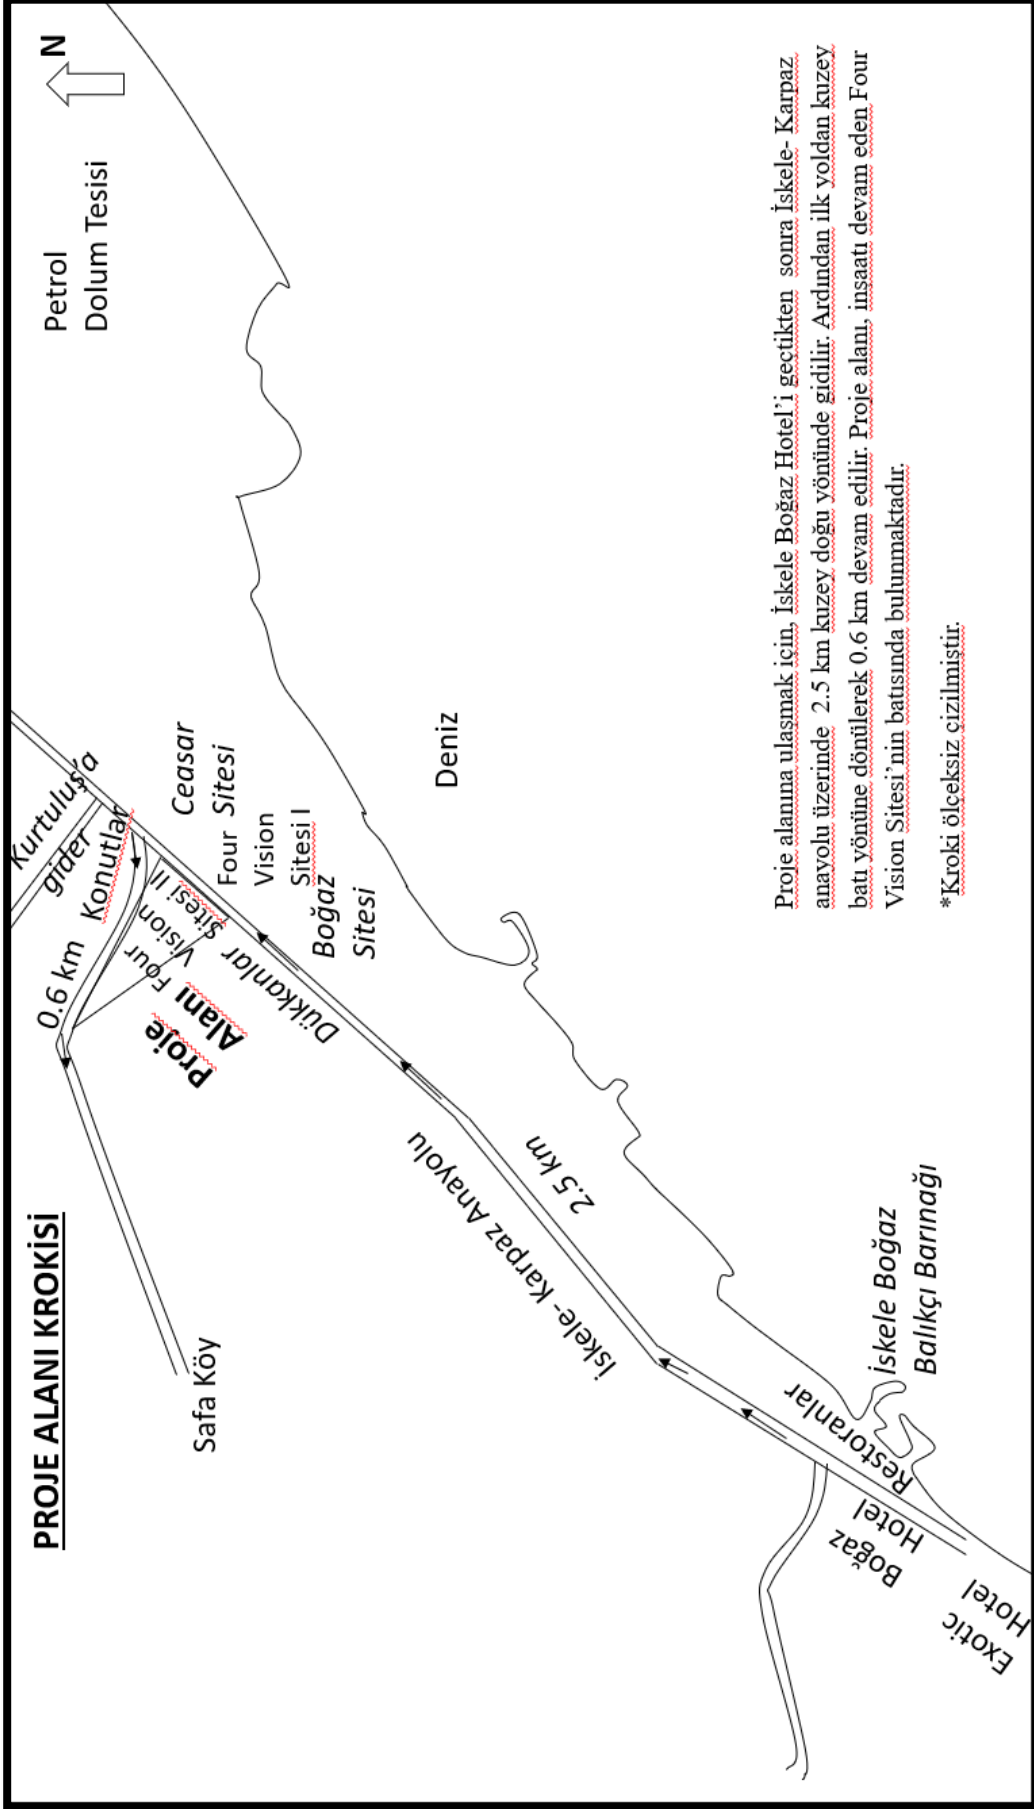 PROJE ALANI KROKİSİ
N
Petrol
Dolum Tesisi
Kurtuluş'a
gider
Konutlar
0.6 km
Safa Köy
Proje
Alanı
Four
Vision
Sitesi II
Dükkanlar
Ceasar
Sitesi
Four
Vision
Sitesi I
Boğaz
Sitesi
Deniz
İskele- Karpaz Anayolu
2.5 km
Restoranlar
İskele Boğaz
Balıkçı Barınağı
Boğaz
Hotel
Exotic
Hotel
Proje alanına ulaşmak için, İskele Boğaz Hotel’i geçtikten sonra İskele- Karpaz
anayolu üzerinde 2.5 km kuzey doğu yönünde gidilir. Ardından ilk yoldan kuzey
batı yönüne dönülerek 0.6 km devam edilir. Proje alanı, inşaatı devam eden Four
Vision Sitesi’nin batısında bulunmaktadır.
*Kroki ölçeksiz çizilmiştir.